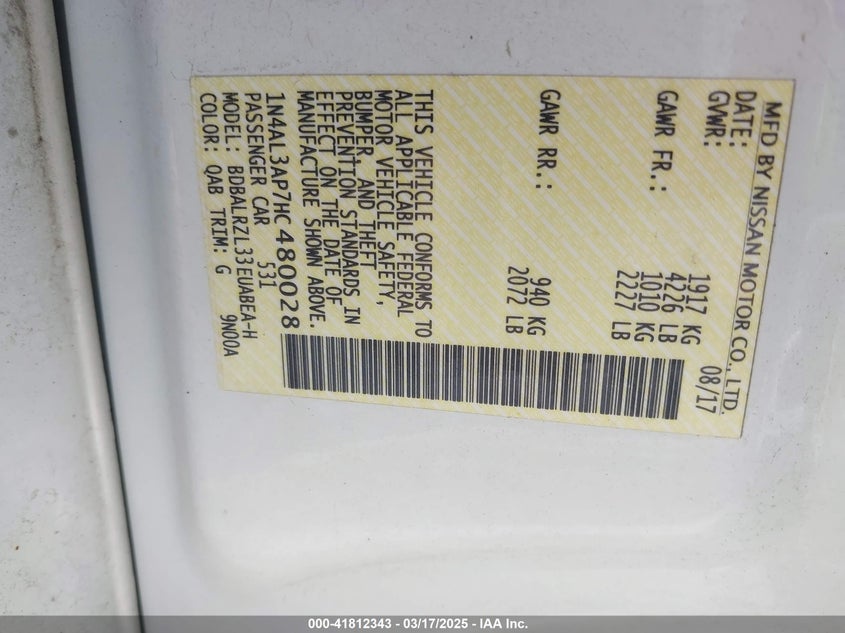 MFD BY NISSAN MOTOR CO., LTD.
DATE: 08/17
GVWR: 1917 KG
4226 LB
GAWR FR.: 1010 KG
2227 LB
GAWR RR.: 940 KG
2072 LB
THIS VEHICLE CONFORMS TO
ALL APPLICABLE FEDERAL
MOTOR VEHICLE SAFETY,
BUMPER, AND THEFT
PREVENTION STANDARDS IN
EFFECT ON THE DATE OF
MANUFACTURE SHOWN ABOVE.
1N4AL3AP7HC480028
PASSENGER CAR 531
MODEL: BDBALRZL33EUABEA-H
COLOR: QAB TRIM: G 9N00A
000-41812343 - 03/17/2025 - IAA Inc.